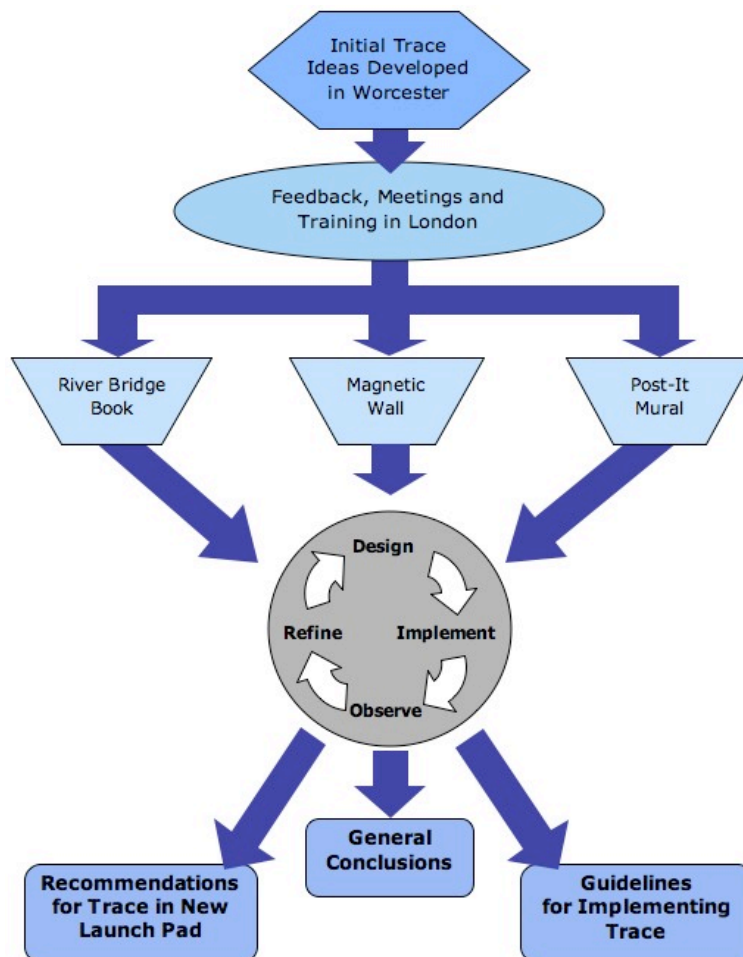 Initial Trace
Ideas Developed
in Worcester
Feedback, Meetings and
Training in London
River Bridge
Book
Magnetic
Wall
Post-It
Mural
Design
Refine
Implement
Observe
General
Conclusions
Recommendations
for Trace in New
Launch Pad
Guidelines
for Implementing
Trace